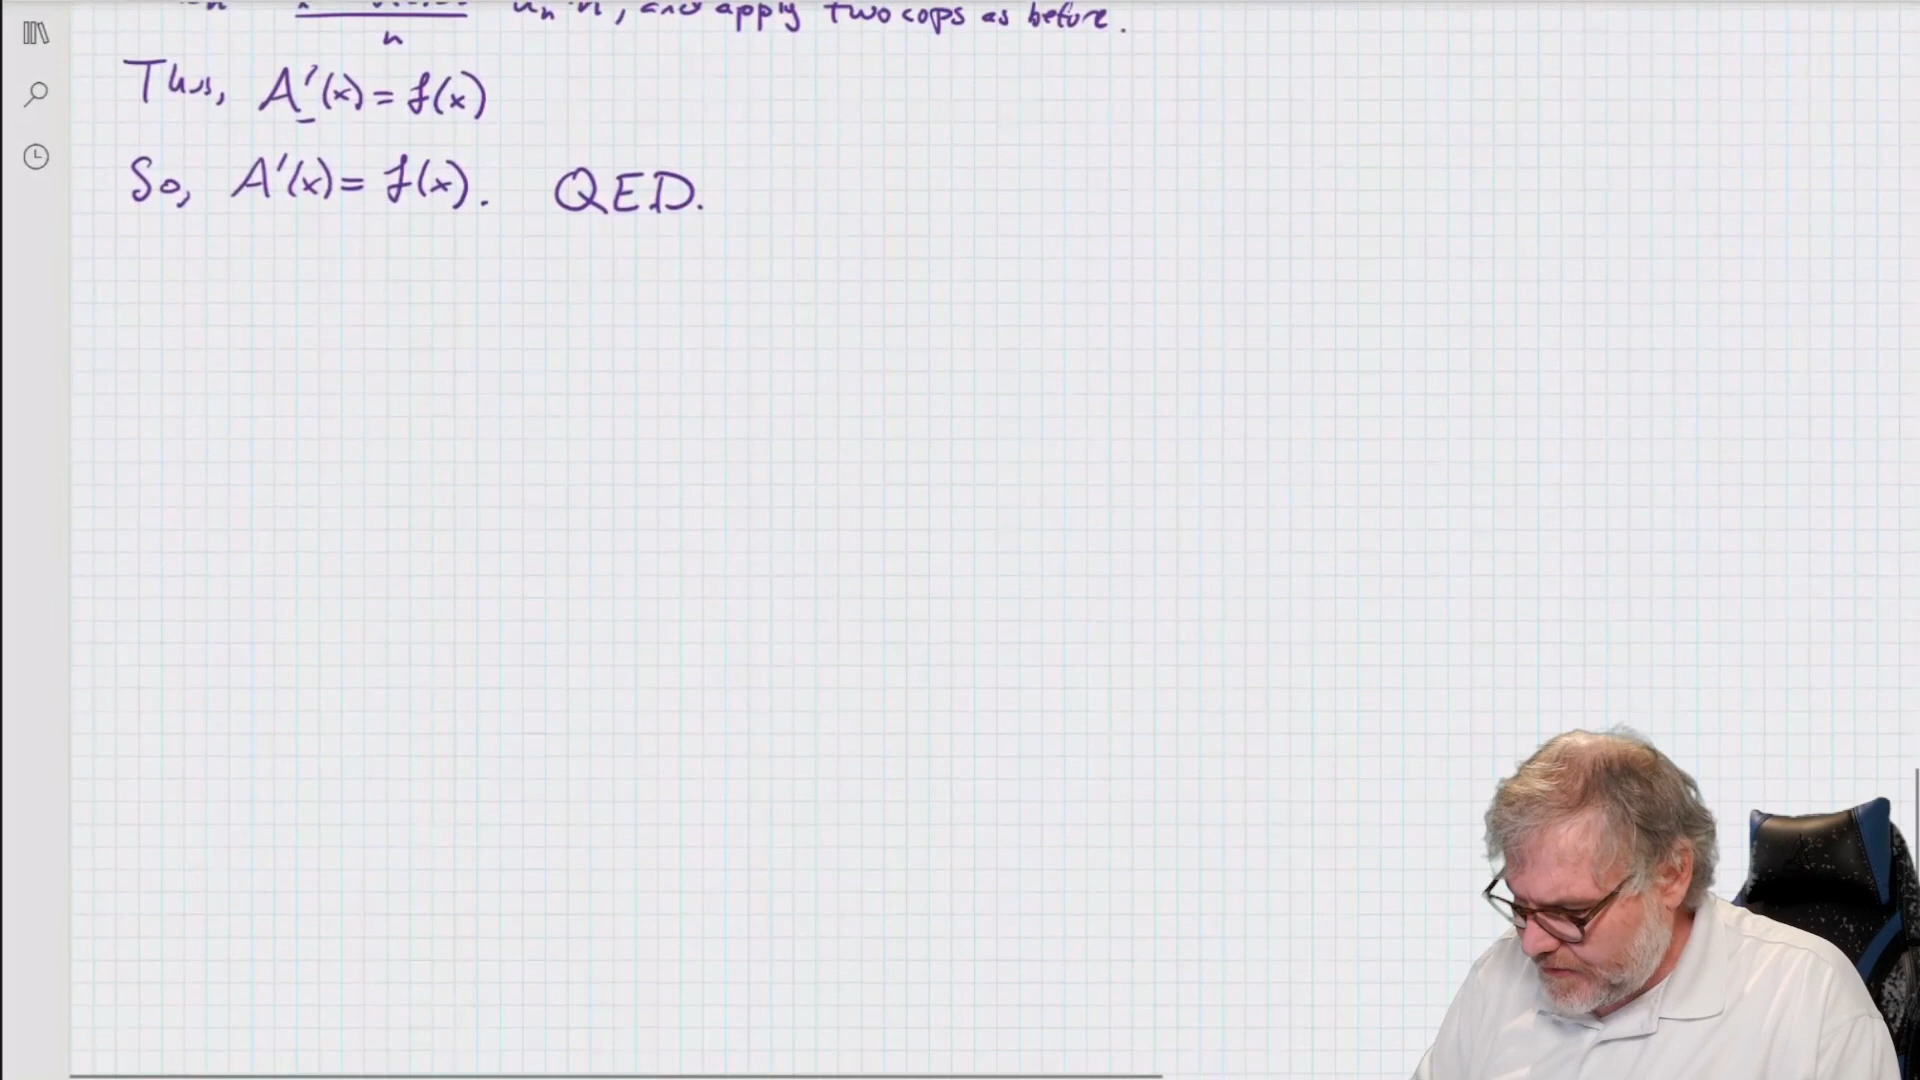 n , and apply two cops as before.
n
Thus, A'_(x) = f(x)
So, A'(x) = f(x). QED.